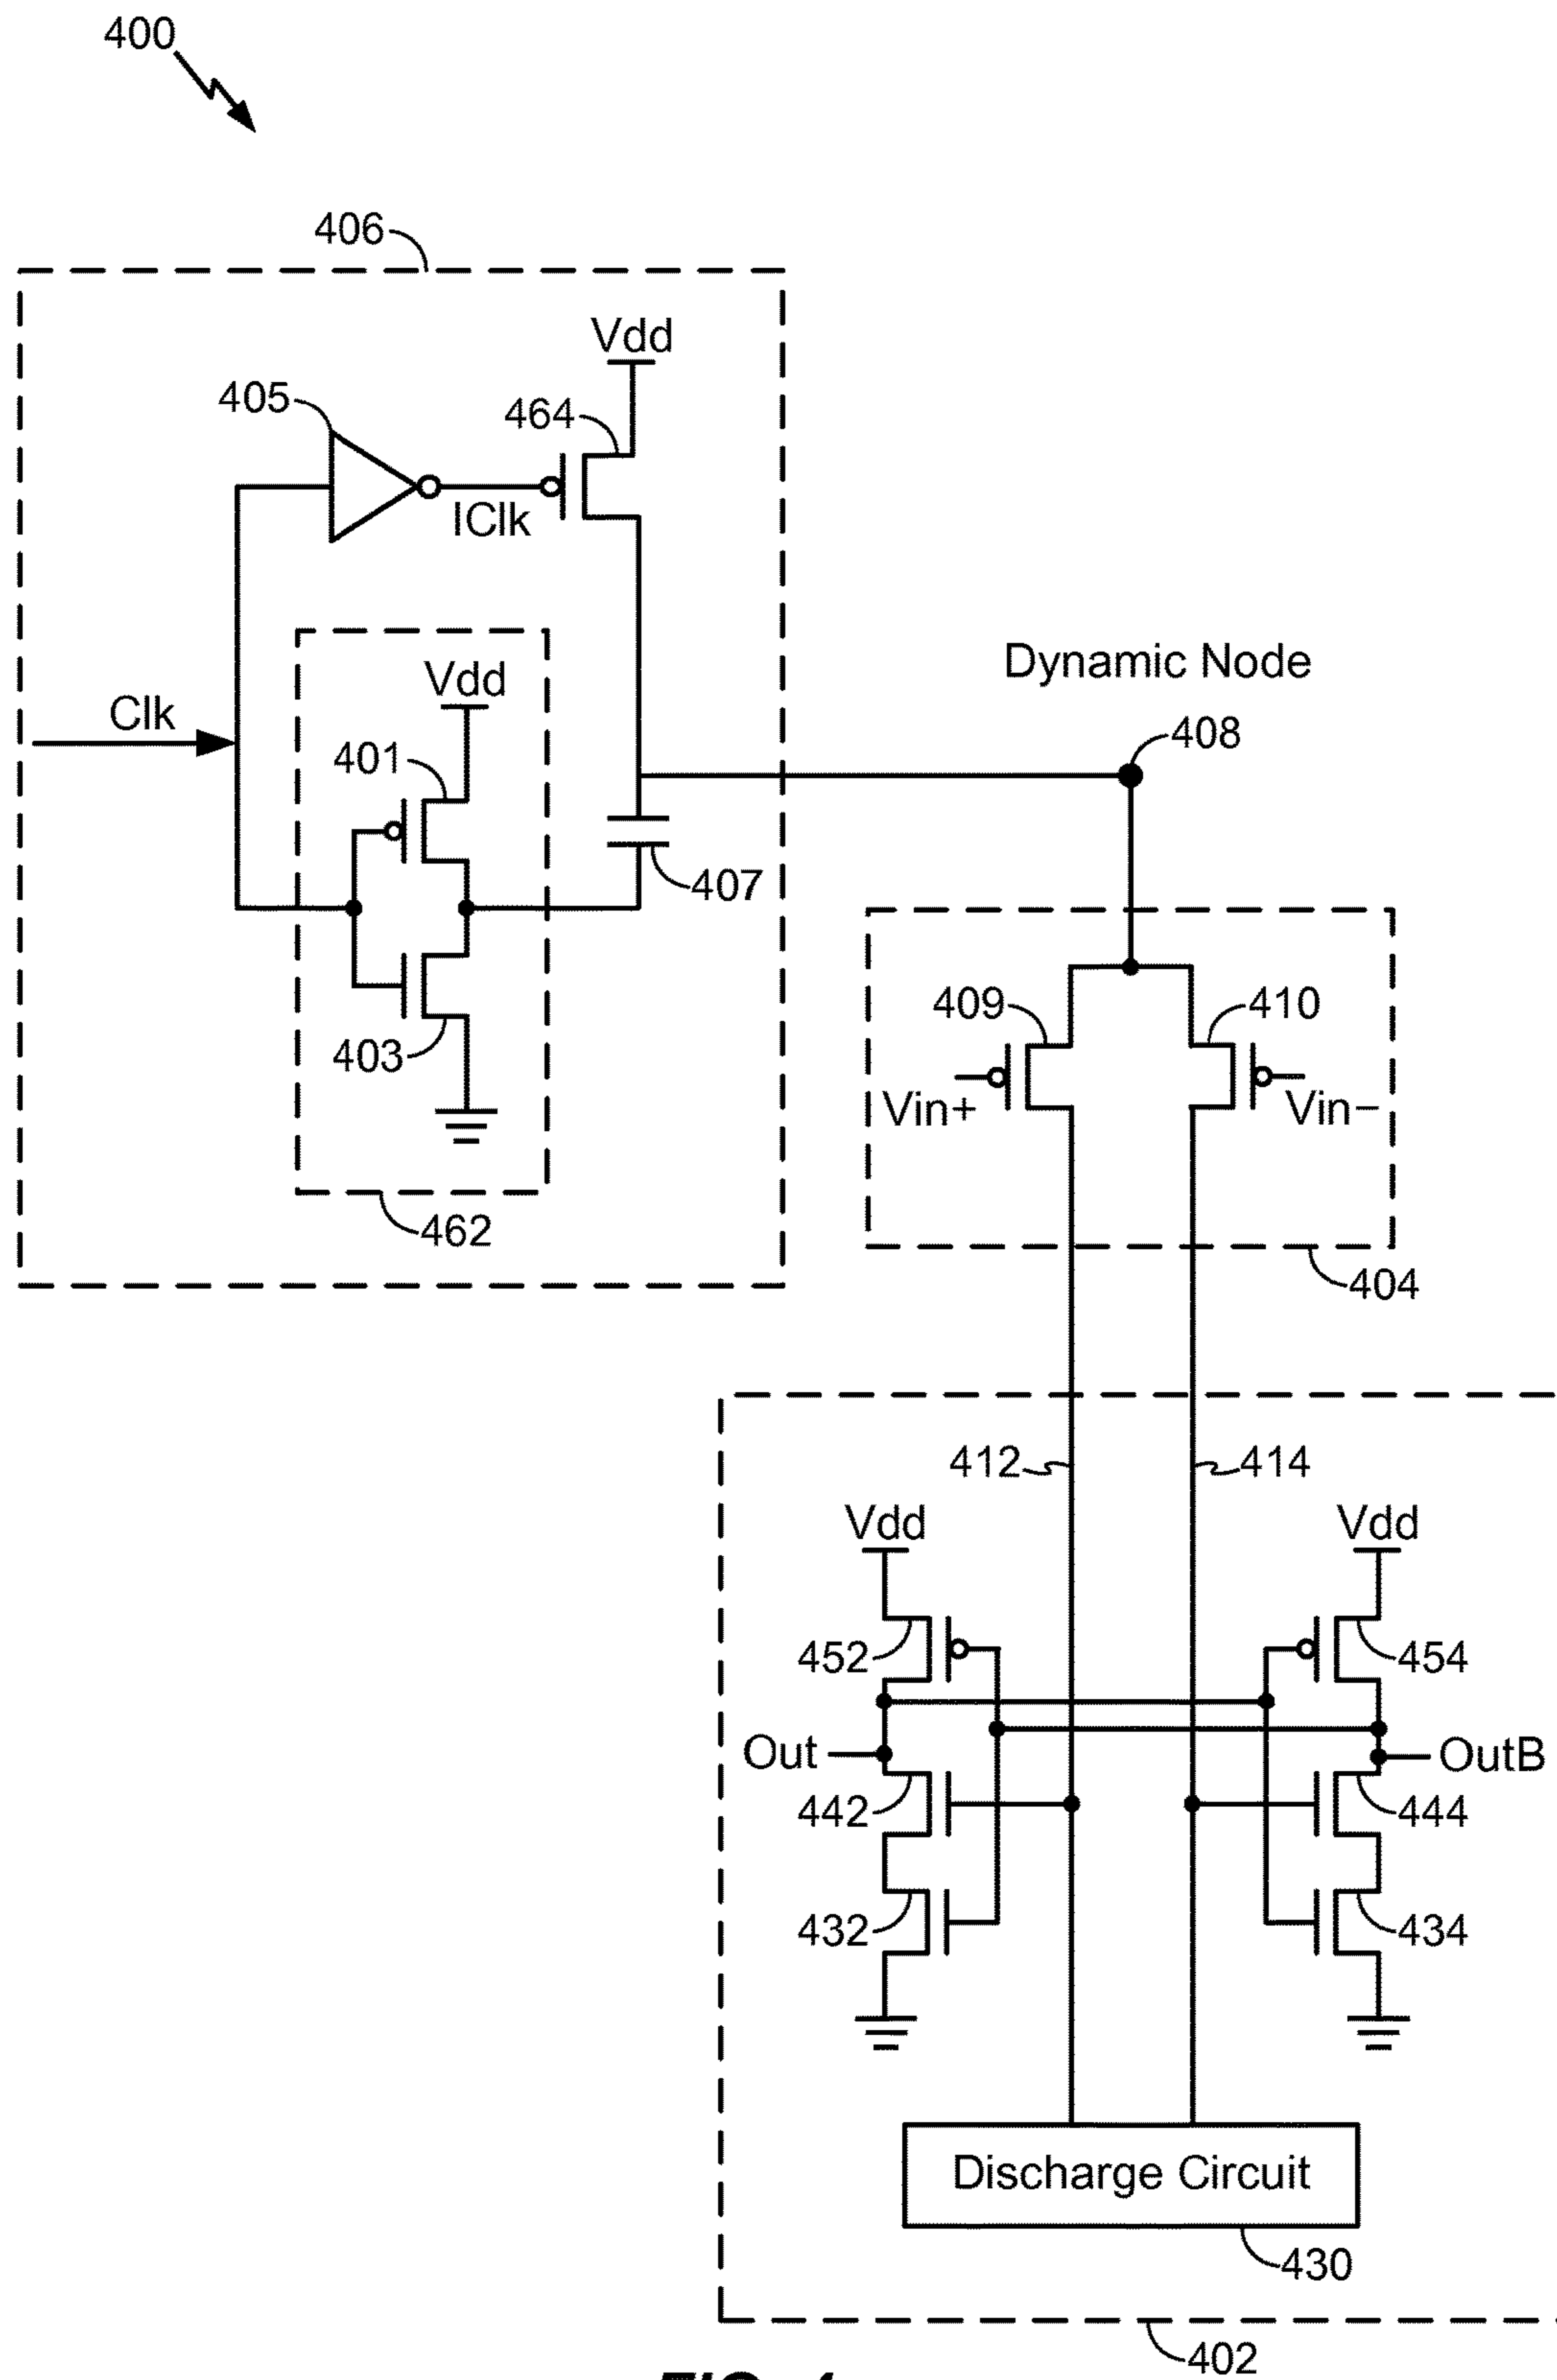 400
406
Vdd
405
464
IClk
Vdd
Clk
401
407
403
462
Dynamic Node
408
409
410
Vin+
Vin−
404
412
414
Vdd
Vdd
452
454
Out
OutB
442
444
432
434
Discharge Circuit
430
402